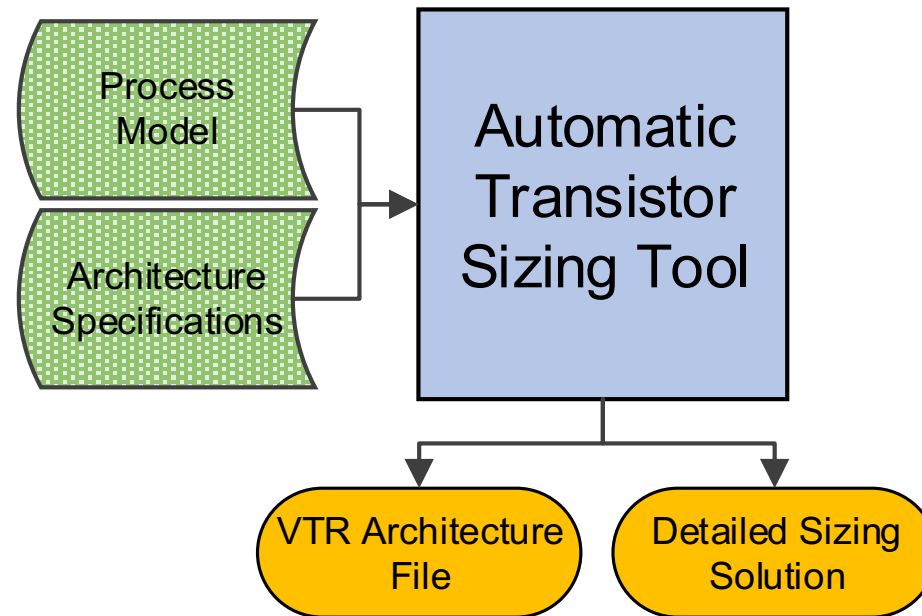 Process
Model
Architecture
Specifications
Automatic
Transistor
Sizing Tool
VTR Architecture
File
Detailed Sizing
Solution